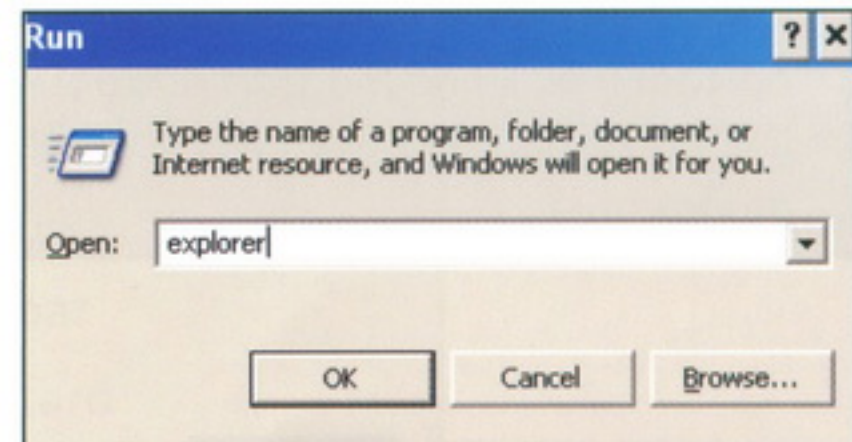 Run
Type the name of a program, folder, document, or
Internet resource, and Windows will open it for you.
Open: explorer
OK Cancel Browse...